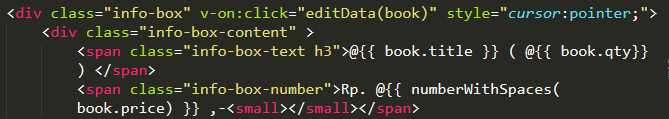 <div class="info-box" v-on:click="editData(book)" style="cursor:pointer;">
<div class="info-box-content" >
<span class="info-box-text h3">@{{ book.title }} ( @{{ book.qty}}
) </span>
<span class="info-box-number">Rp. @{{ numberWithSpaces(
book.price) }} ,-<small></small></span>